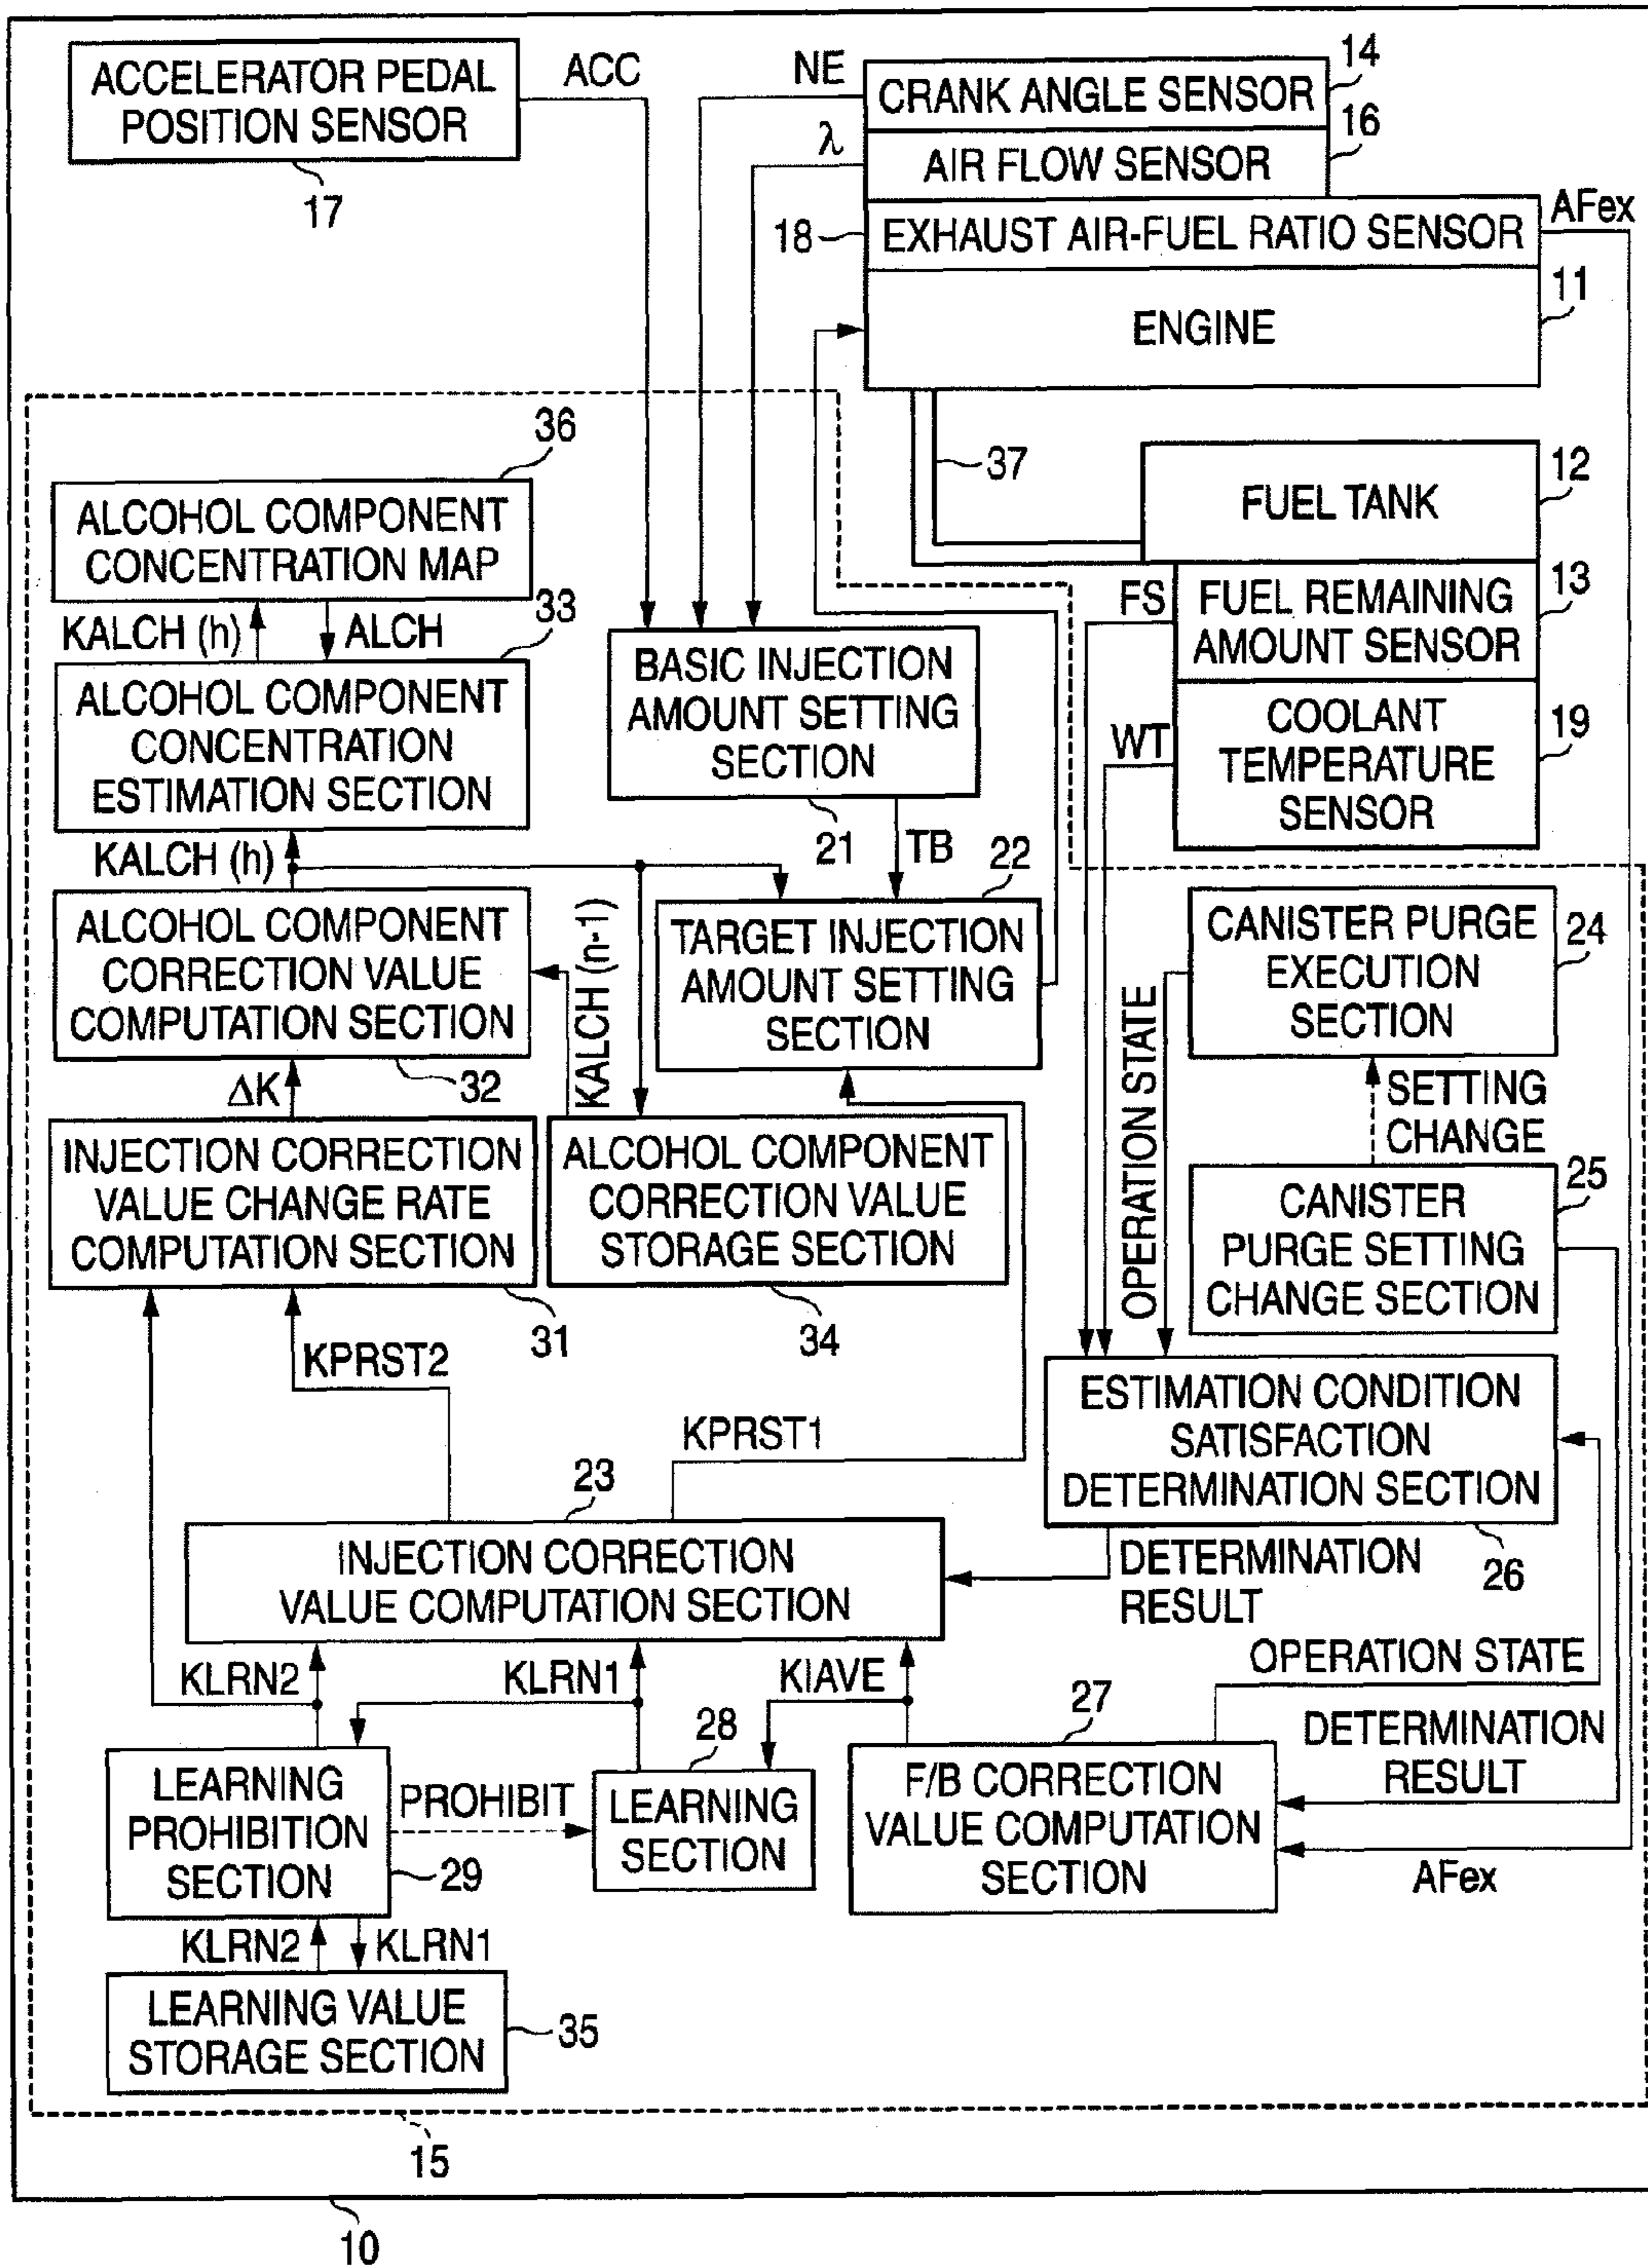 ACCELERATOR PEDAL
POSITION SENSOR
17
ACC
NE
λ
CRANK ANGLE SENSOR
14
AIR FLOW SENSOR
16
18
EXHAUST AIR-FUEL RATIO SENSOR
AFex
ENGINE
11
37
FUEL TANK
12
FS
FUEL REMAINING
AMOUNT SENSOR
13
WT
COOLANT
TEMPERATURE
SENSOR
19
36
ALCOHOL COMPONENT
CONCENTRATION MAP
KALCH (h)
ALCH
33
ALCOHOL COMPONENT
CONCENTRATION
ESTIMATION SECTION
KALCH (h)
BASIC INJECTION
AMOUNT SETTING
SECTION
21
TB
22
TARGET INJECTION
AMOUNT SETTING
SECTION
ALCOHOL COMPONENT
CORRECTION VALUE
COMPUTATION SECTION
32
ΔK
KALCH (n-1)
INJECTION CORRECTION
VALUE CHANGE RATE
COMPUTATION SECTION
31
ALCOHOL COMPONENT
CORRECTION VALUE
STORAGE SECTION
34
OPERATION STATE
CANISTER PURGE
EXECUTION
SECTION
24
SETTING
CHANGE
CANISTER
PURGE SETTING
CHANGE SECTION
25
ESTIMATION CONDITION
SATISFACTION
DETERMINATION SECTION
26
KPRST2
KPRST1
23
INJECTION CORRECTION
VALUE COMPUTATION SECTION
DETERMINATION
RESULT
OPERATION STATE
KLRN2
KLRN1
KIAVE
27
28
DETERMINATION
RESULT
LEARNING
PROHIBITION
SECTION
29
PROHIBIT
LEARNING
SECTION
F/B CORRECTION
VALUE COMPUTATION
SECTION
AFex
KLRN2
KLRN1
LEARNING VALUE
STORAGE SECTION
35
15
10